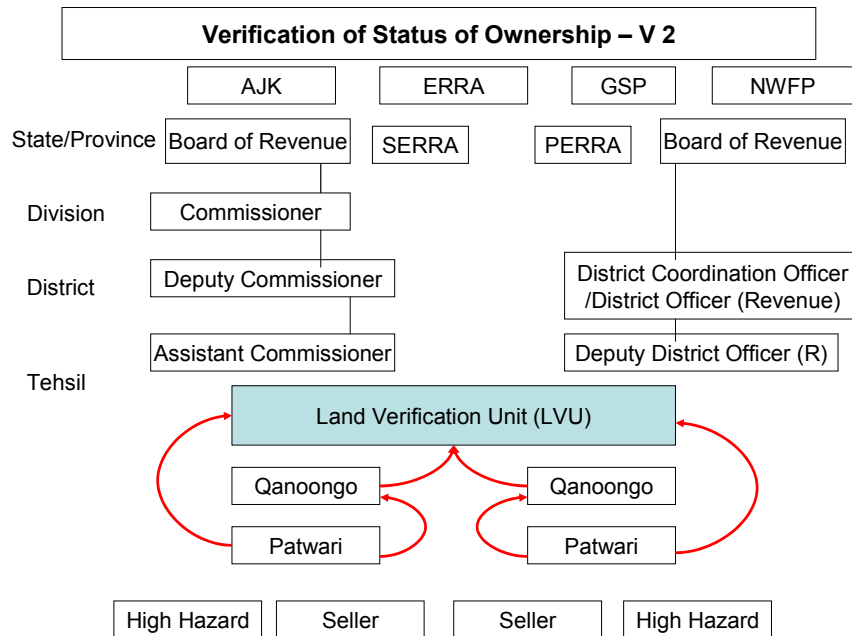 Verification of Status of Ownership – V 2
AJK
ERRA
GSP
NWFP
State/Province
Board of Revenue
SERRA
PERRA
Board of Revenue
Division
Commissioner
District
Deputy Commissioner
District Coordination Officer
/District Officer (Revenue)
Assistant Commissioner
Deputy District Officer (R)
Tehsil
Land Verification Unit (LVU)
Qanoongo
Qanoongo
Patwari
Patwari
High Hazard
Seller
Seller
High Hazard